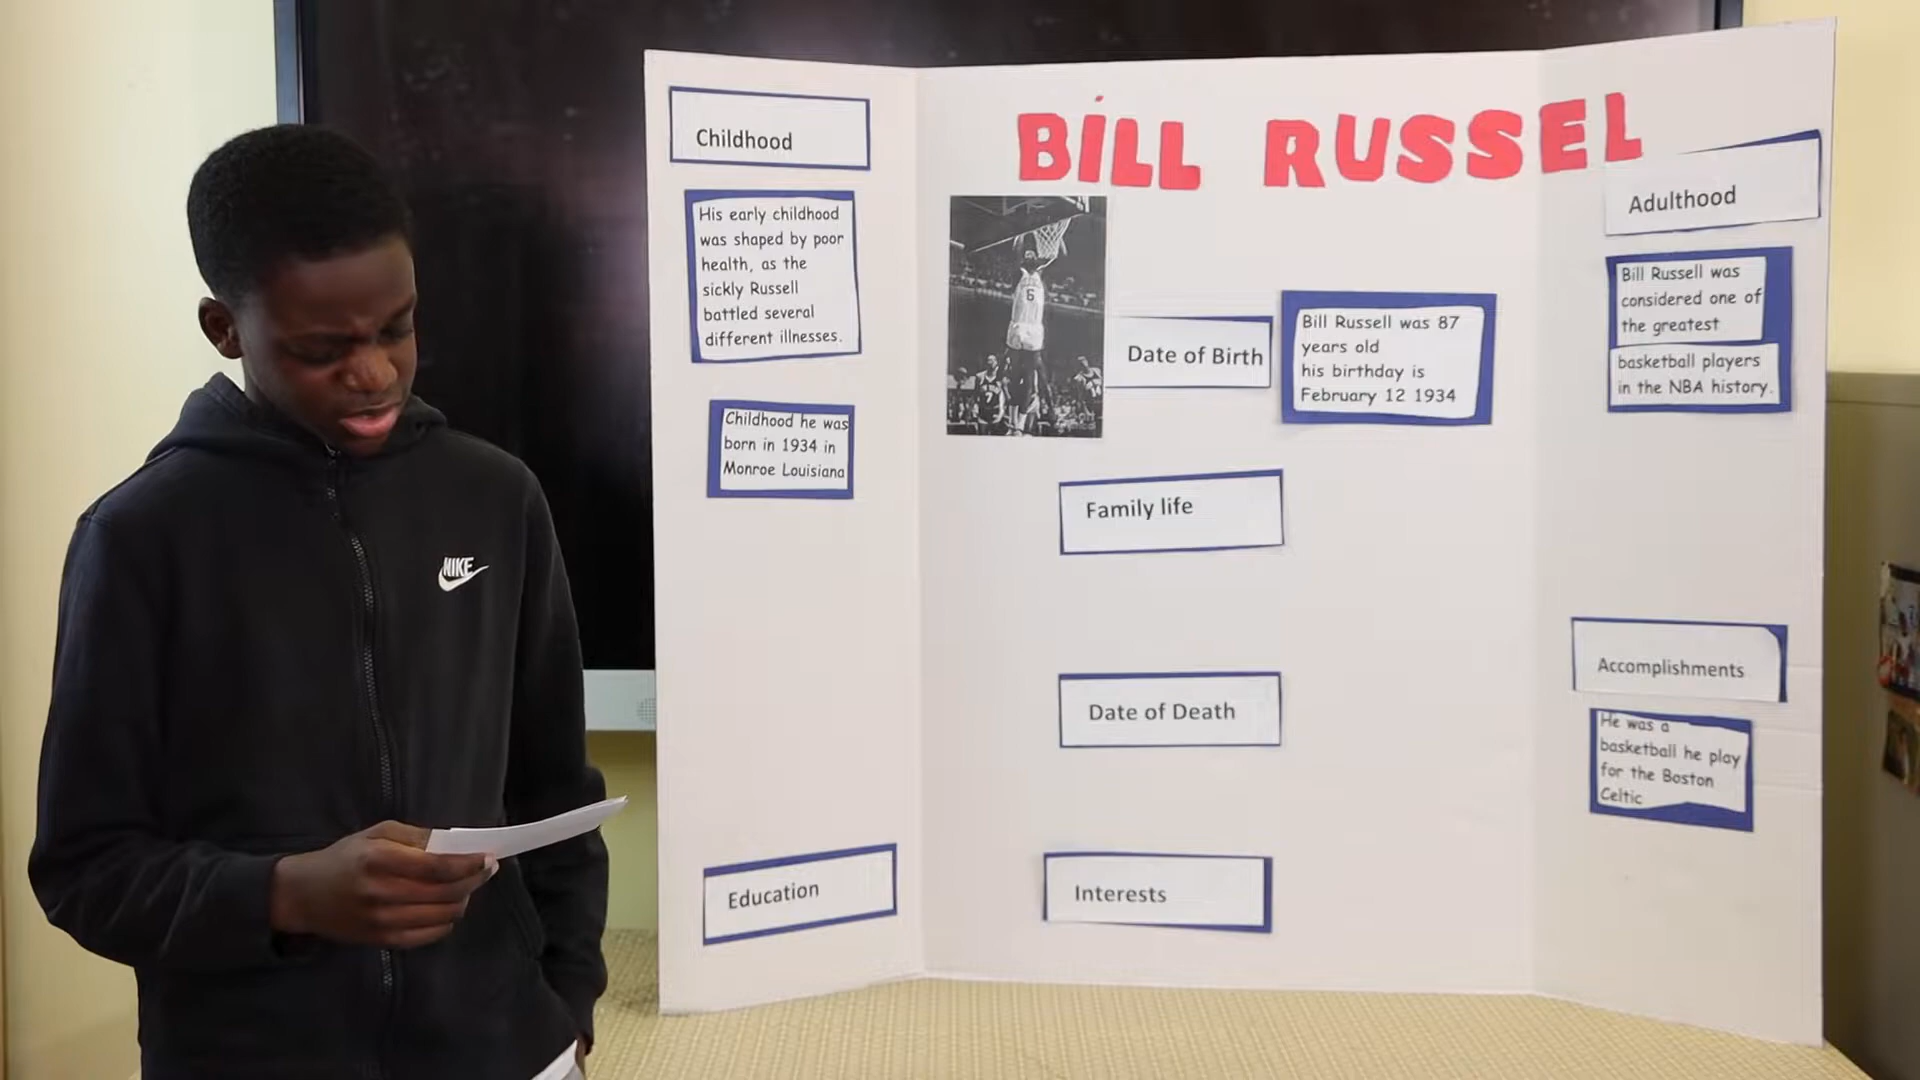 BILL RUSSEL
Childhood
His early childhood
was shaped by poor
health, as the
sickly Russell
battled several
different illnesses.
Childhood he was
born in 1934 in
Monroe Louisiana
Education
6
Date of Birth
Bill Russell was 87
years old
his birthday is
February 12 1934
Family life
Date of Death
Interests
Adulthood
Bill Russell was
considered one of
the greatest
basketball players
in the NBA history.
Accomplishments
He was a
basketball he play
for the Boston
Celtic
NIKE